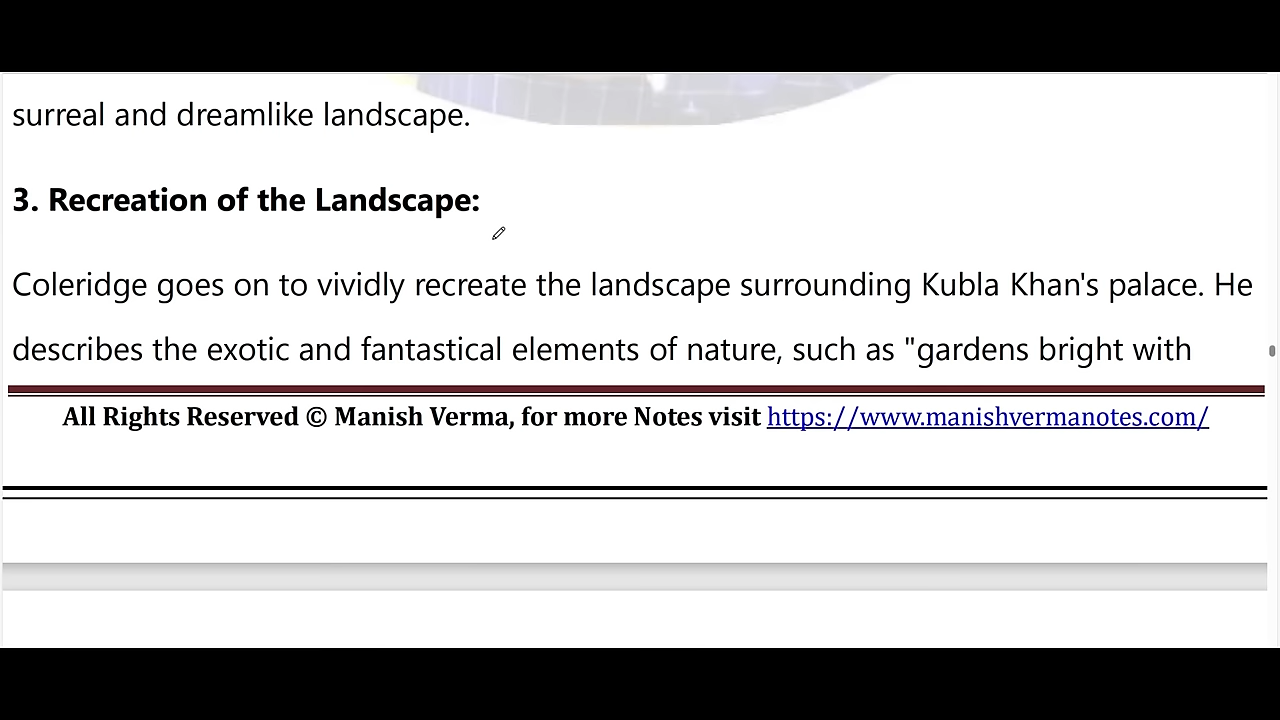 surreal and dreamlike landscape.
3. Recreation of the Landscape:
Coleridge goes on to vividly recreate the landscape surrounding Kubla Khan's palace. He
describes the exotic and fantastical elements of nature, such as "gardens bright with
All Rights Reserved © Manish Verma, for more Notes visit https://www.manishvermanotes.com/